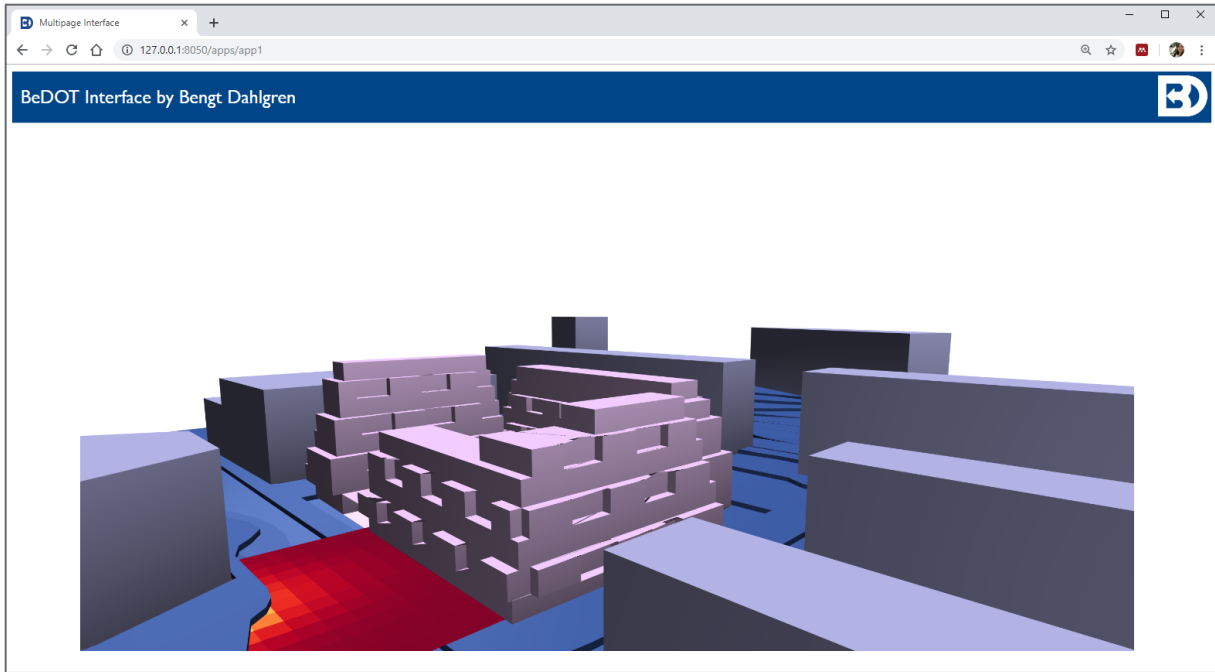 Multipage Interface
127.0.0.1:8050/apps/app1
BeDOT Interface by Bengt Dahlgren